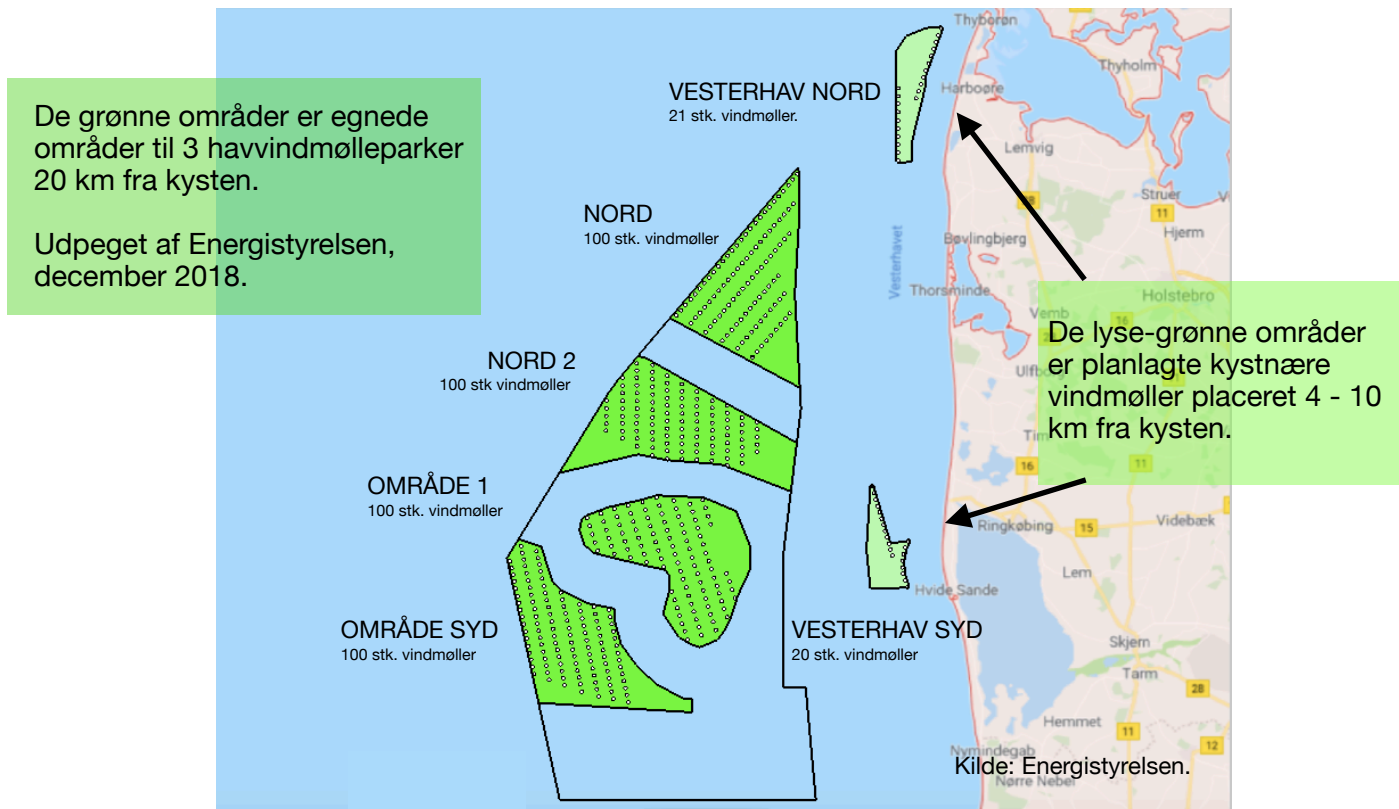 De grønne områder er egnede
områder til 3 havvindmølleparker
20 km fra kysten.
Udpeget af Energistyrelsen,
december 2018.
VESTERHAV NORD
21 stk. vindmøller.
NORD
100 stk. vindmøller
NORD 2
100 stk vindmøller
OMRÅDE 1
100 stk. vindmøller
OMRÅDE SYD
100 stk. vindmøller
VESTERHAV SYD
20 stk. vindmøller
De lyse-grønne områder
er planlagte kystnære
vindmøller placeret 4 - 10
km fra kysten.
Thyborøn
Thyholm
Harboøre
Lemvig
Struer
11
Hjerm
Bøvlingbjerg
Vesterhavet
Thorsminde
Holstebro
Vemb
16
11
16
Ringkøbing
15
Videbæk
Lem
Hvide Sande
Skjern
Tarm
28
Hemmet
11
12
Nymindegab
Kilde: Energistyrelsen.
Nørre Nebel